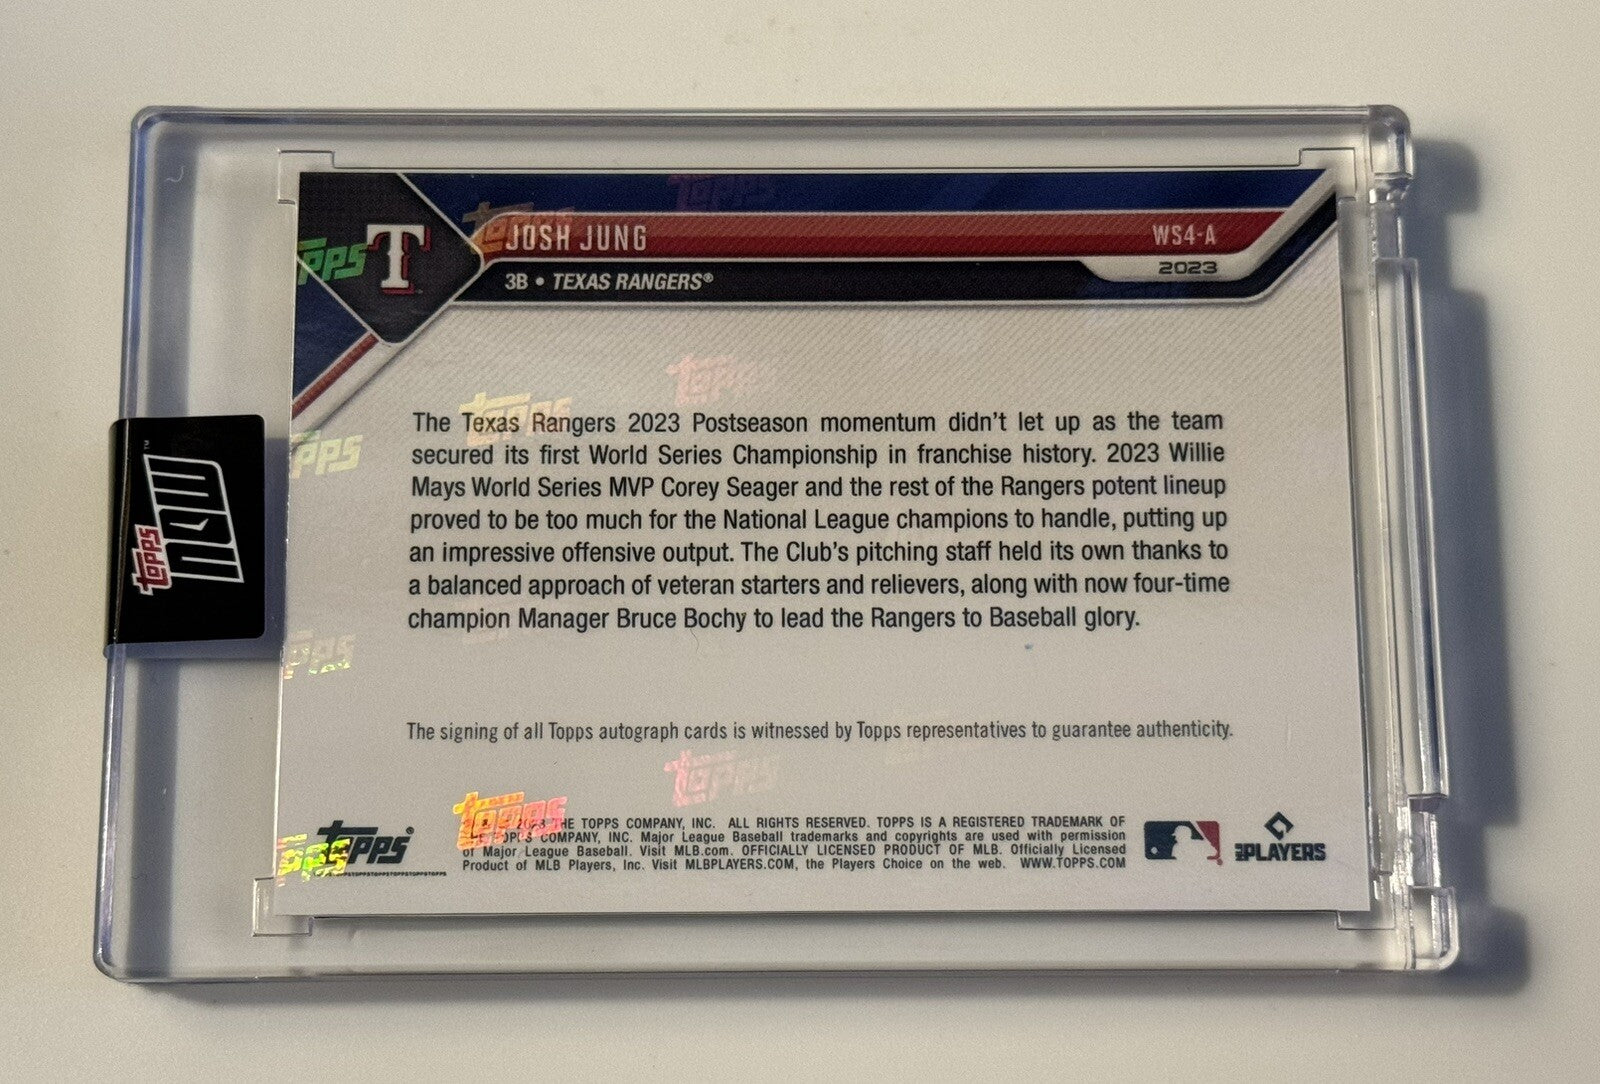 JOSH JUNG
WS4-A
2023
3B • TEXAS RANGERS®
T
The Texas Rangers 2023 Postseason momentum didn't let up as the team
secured its first World Series Championship in franchise history. 2023 Willie
Mays World Series MVP Corey Seager and the rest of the Rangers potent lineup
proved to be too much for the National League champions to handle, putting up
an impressive offensive output. The Club's pitching staff held its own thanks to
a balanced approach of veteran starters and relievers, along with now four-time
champion Manager Bruce Bochy to lead the Rangers to Baseball glory.
The signing of all Topps autograph cards is witnessed by Topps representatives to guarantee authenticity.
topps NOW™
topps®
THE TOPPS COMPANY, INC. ALL RIGHTS RESERVED. TOPPS IS A REGISTERED TRADEMARK OF
COMPANY, INC. Major League Baseball trademarks and copyrights are used with permission
of Major League Baseball. Visit MLB.com. OFFICIALLY LICENSED PRODUCT OF MLB. Officially Licensed
Product of MLB Players, Inc. Visit MLBPLAYERS.COM, the Players Choice on the web. WWW.TOPPS.COM
PLAYERS
topps
topps
topps
topps
topps
topps